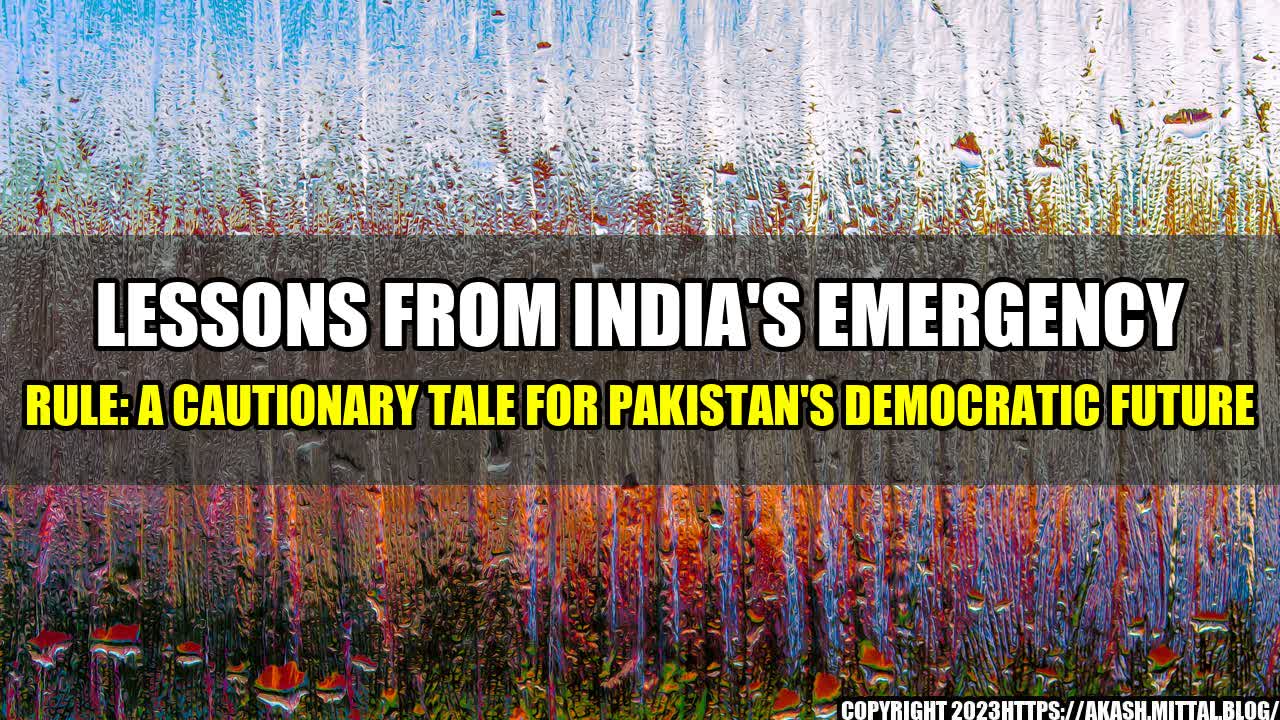 LESSONS FROM INDIA'S EMERGENCY
RULE: A CAUTIONARY TALE FOR PAKISTAN'S DEMOCRATIC FUTURE
COPYRIGHT 2023HTTPS://AKASH.MITTAL.BLOG/